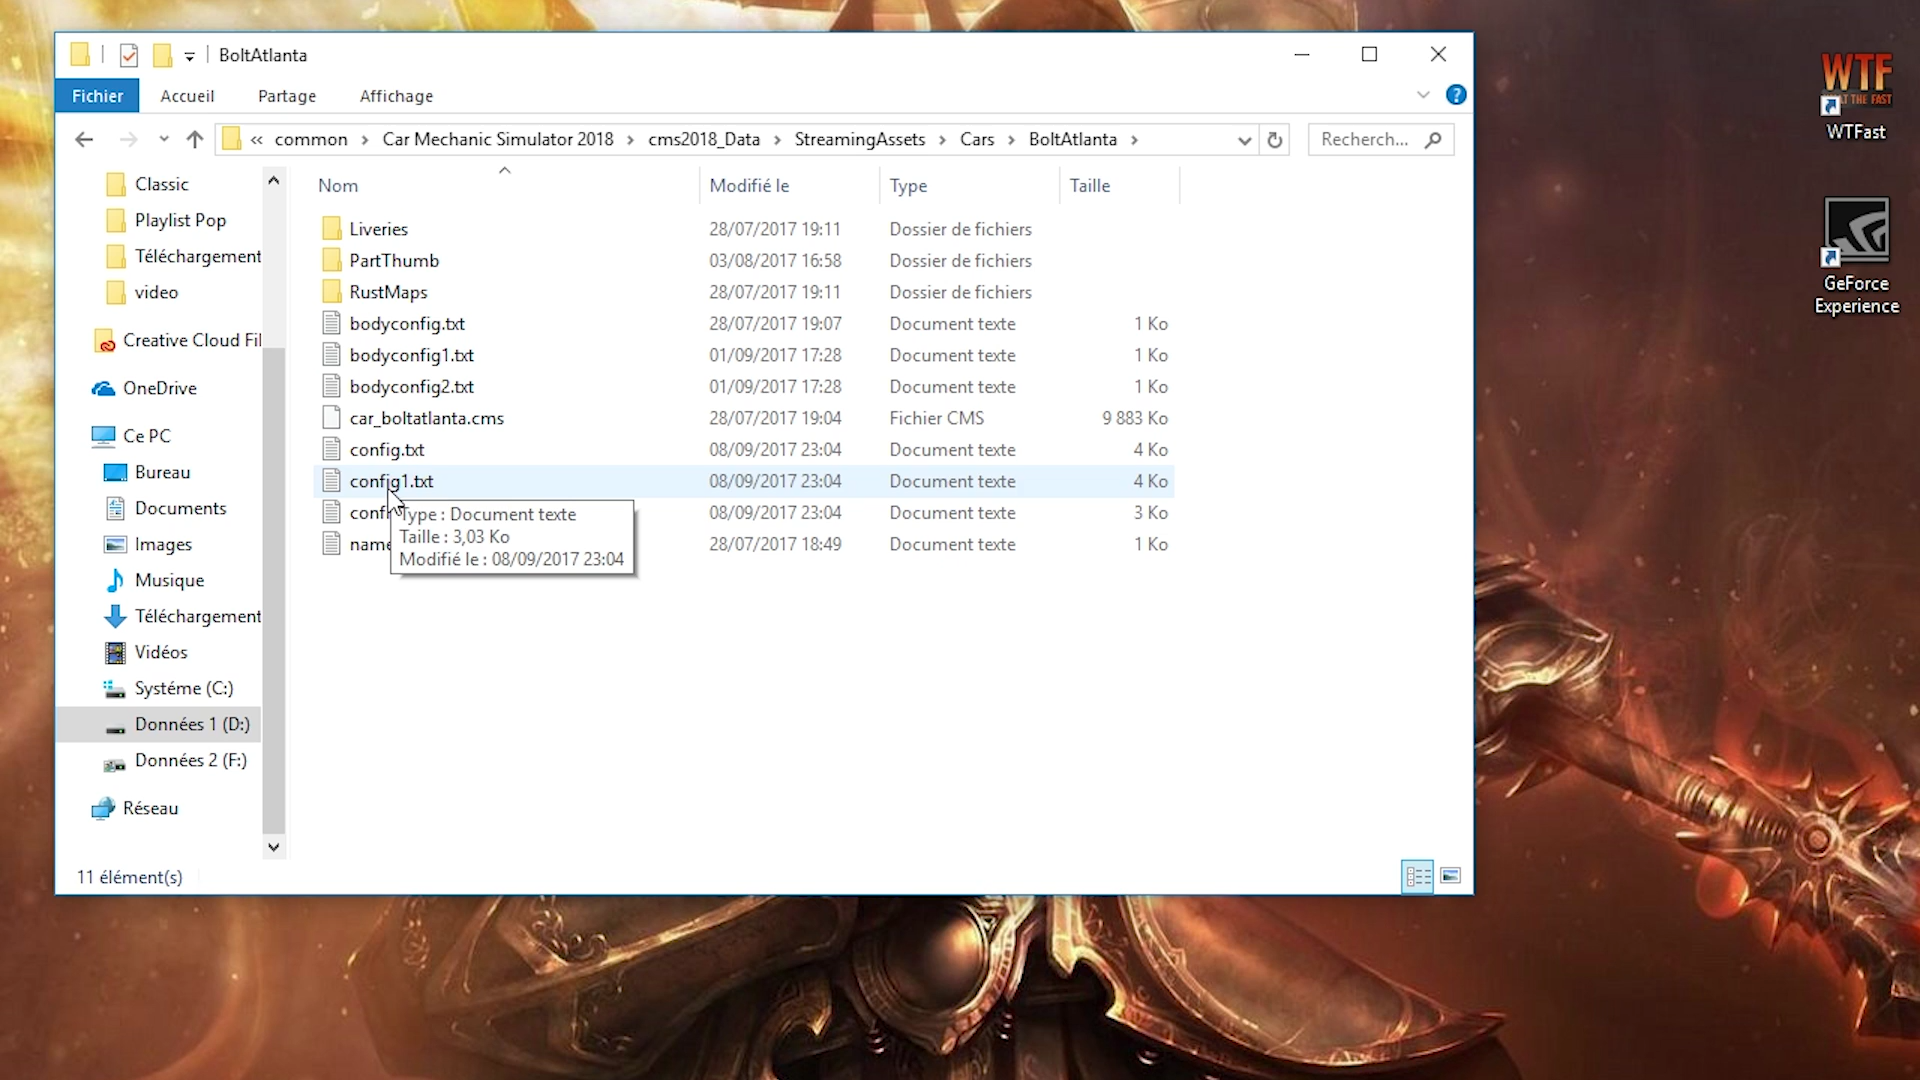 BoltAtlanta
Fichier Accueil Partage Affichage
« common > Car Mechanic Simulator 2018 > cms2018_Data > StreamingAssets > Cars > BoltAtlanta > Recherch...
Nom Modifié le Type Taille
Classic
Playlist Pop
Téléchargement
video
Creative Cloud Fil
OneDrive
Ce PC
Bureau
Documents
Images
Musique
Téléchargement
Vidéos
Systéme (C:)
Données 1 (D:)
Données 2 (F:)
Réseau
Liveries 28/07/2017 19:11 Dossier de fichiers
PartThumb 03/08/2017 16:58 Dossier de fichiers
RustMaps 28/07/2017 19:11 Dossier de fichiers
bodyconfig.txt 28/07/2017 19:07 Document texte 1 Ko
bodyconfig1.txt 01/09/2017 17:28 Document texte 1 Ko
bodyconfig2.txt 01/09/2017 17:28 Document texte 1 Ko
car_boltatlanta.cms 28/07/2017 19:04 Fichier CMS 9 883 Ko
config.txt 08/09/2017 23:04 Document texte 4 Ko
config1.txt 08/09/2017 23:04 Document texte 4 Ko
conf 08/09/2017 23:04 Document texte 3 Ko
name 28/07/2017 18:49 Document texte 1 Ko
Type : Document texte
Taille : 3,03 Ko
Modifié le : 08/09/2017 23:04
11 élément(s)
WTF
WTFast
GeForce
Experience